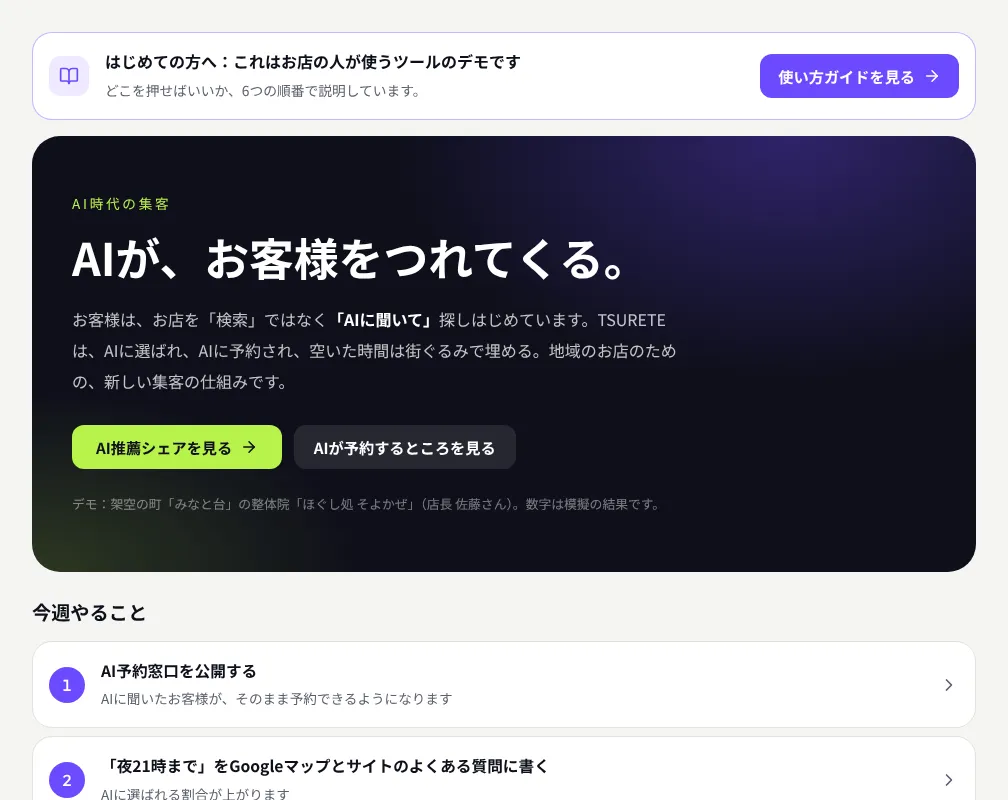 はじめての方へ：これはお店の人が使うツールのデモです
どこを押せばいいか、6つの順番で説明しています。
使い方ガイドを見る →
AI時代の集客
AIが、お客様をつれてくる。
お客様は、お店を「検索」ではなく「AIに聞いて」探しはじめています。TSURETE
は、AIに選ばれ、AIに予約され、空いた時間は街ぐるみで埋める。地域のお店のため
の、新しい集客の仕組みです。
AI推薦シェアを見る →
AIが予約するところを見る
デモ：架空の町「みなと台」の整体院「ほぐし処 そよかぜ」（店長 佐藤さん）。数字は模擬の結果です。
今週やること
1
AI予約窓口を公開する
AIに聞いたお客様が、そのまま予約できるようになります
2
「夜21時まで」をGoogleマップとサイトのよくある質問に書く
AIに選ばれる割合が上がります